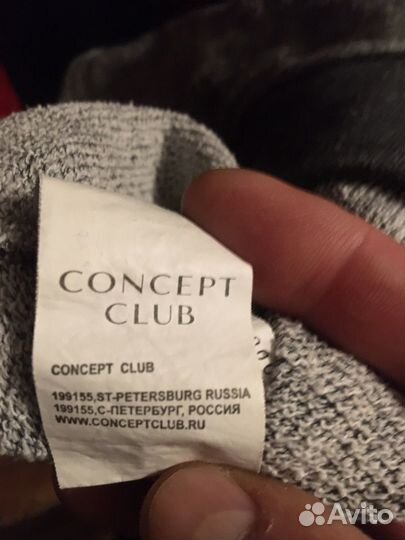 CONCEPT
CLUB
CONCEPT CLUB
199155,ST-PETERSBURG RUSSIA
199155,С-ПЕТЕРБУРГ, РОССИЯ
WWW.CONCEPTCLUB.RU
Avito